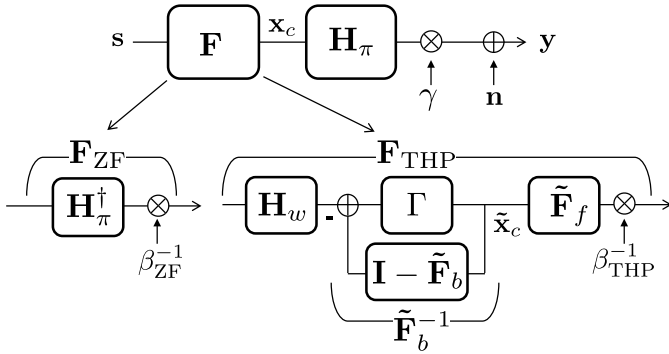 s F x_c H_π y
γ n
F_ZF F_THP
H_π^† H_w - Γ x̃_c F̃_f
β_ZF^{-1} I − F̃_b β_THP^{-1}
F̃_b^{-1}